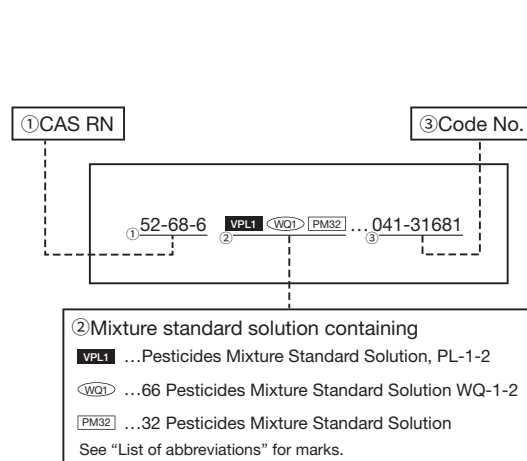 ①CAS RN
③Code No.
①52-68-6 ②VPL1 WQ1 PM32 …③041-31681
②Mixture standard solution containing
VPL1 …Pesticides Mixture Standard Solution, PL-1-2
WQ1 …66 Pesticides Mixture Standard Solution WQ-1-2
PM32 …32 Pesticides Mixture Standard Solution
See “List of abbreviations” for marks.